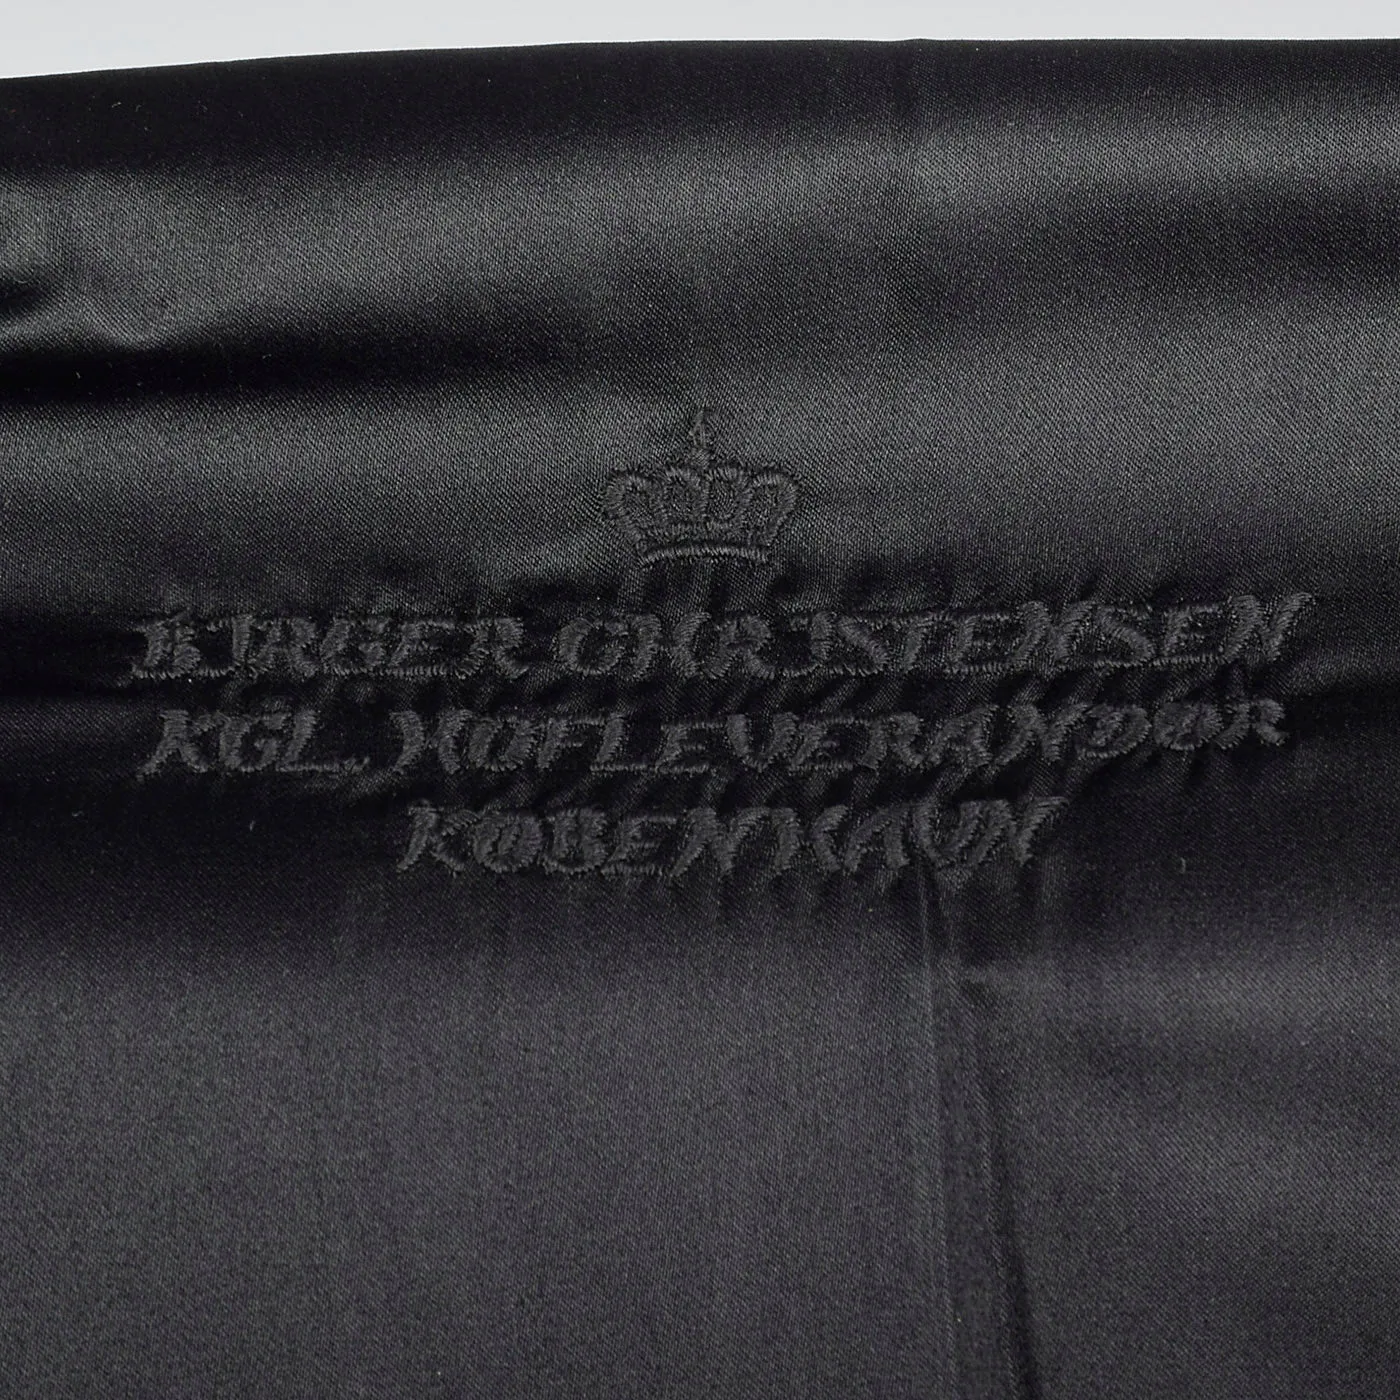 BIRGER CHRISTENSEN
KGL. HOFLEVERANDØR
KØBENHAVN